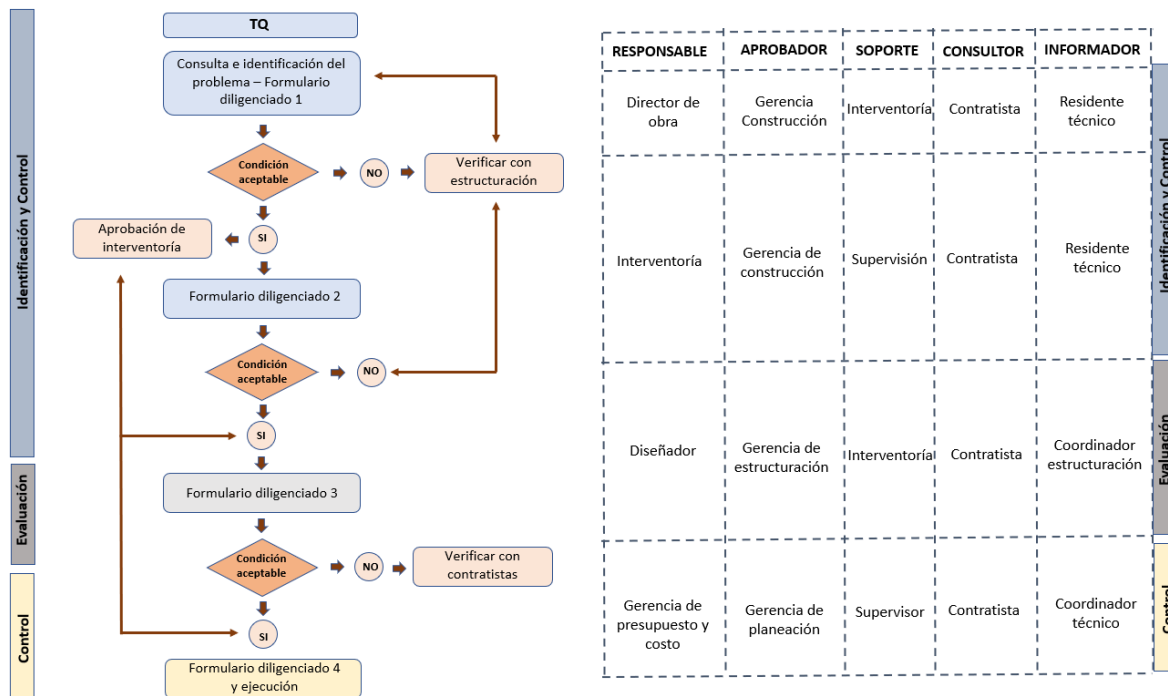 TQ
Consulta e identificación del
problema – Formulario
diligenciado 1
Condición
aceptable
NO
Verificar con
estructuración
SI
Aprobación de
interventoría
Formulario diligenciado 2
Condición
aceptable
NO
SI
Formulario diligenciado 3
Condición
aceptable
NO
Verificar con
contratistas
SI
Formulario diligenciado 4
y ejecución
Identificación y Control
Evaluación
Control
RESPONSABLE APROBADOR SOPORTE CONSULTOR INFORMADOR
Director de
obra
Gerencia
Construcción
Interventoría
Contratista
Residente
técnico
Interventoría
Gerencia de
construcción
Supervisión
Contratista
Residente
técnico
Diseñador
Gerencia de
estructuración
Interventoría
Contratista
Coordinador
estructuración
Gerencia de
presupuesto y
costo
Gerencia de
planeación
Supervisor
Contratista
Coordinador
técnico
Identificación y Control
Evaluación
Control